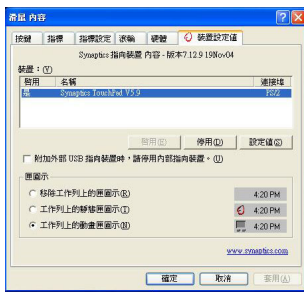 滑鼠 內容
按鍵 指標 指標設定 滾輪 硬體 裝置設定值
Synaptics 指向裝置 內容 - 版本7.12.9 19Nov04
裝置：(V)
啓用 名稱 連接埠
是 Synaptics TouchPad V5.9 PS/2
啓用(E) 停用(D) 設定值(S)
附加外部 USB 指向裝置時，請停用內部指向裝置。(U)
匣圖示
移除工作列上的匣圖示(R) 4:20 PM
工作列上的靜態匣圖示(T) 4:20 PM
工作列上的動畫匣圖示(N) 4:20 PM
www.synaptics.com
確定 取消 套用(A)